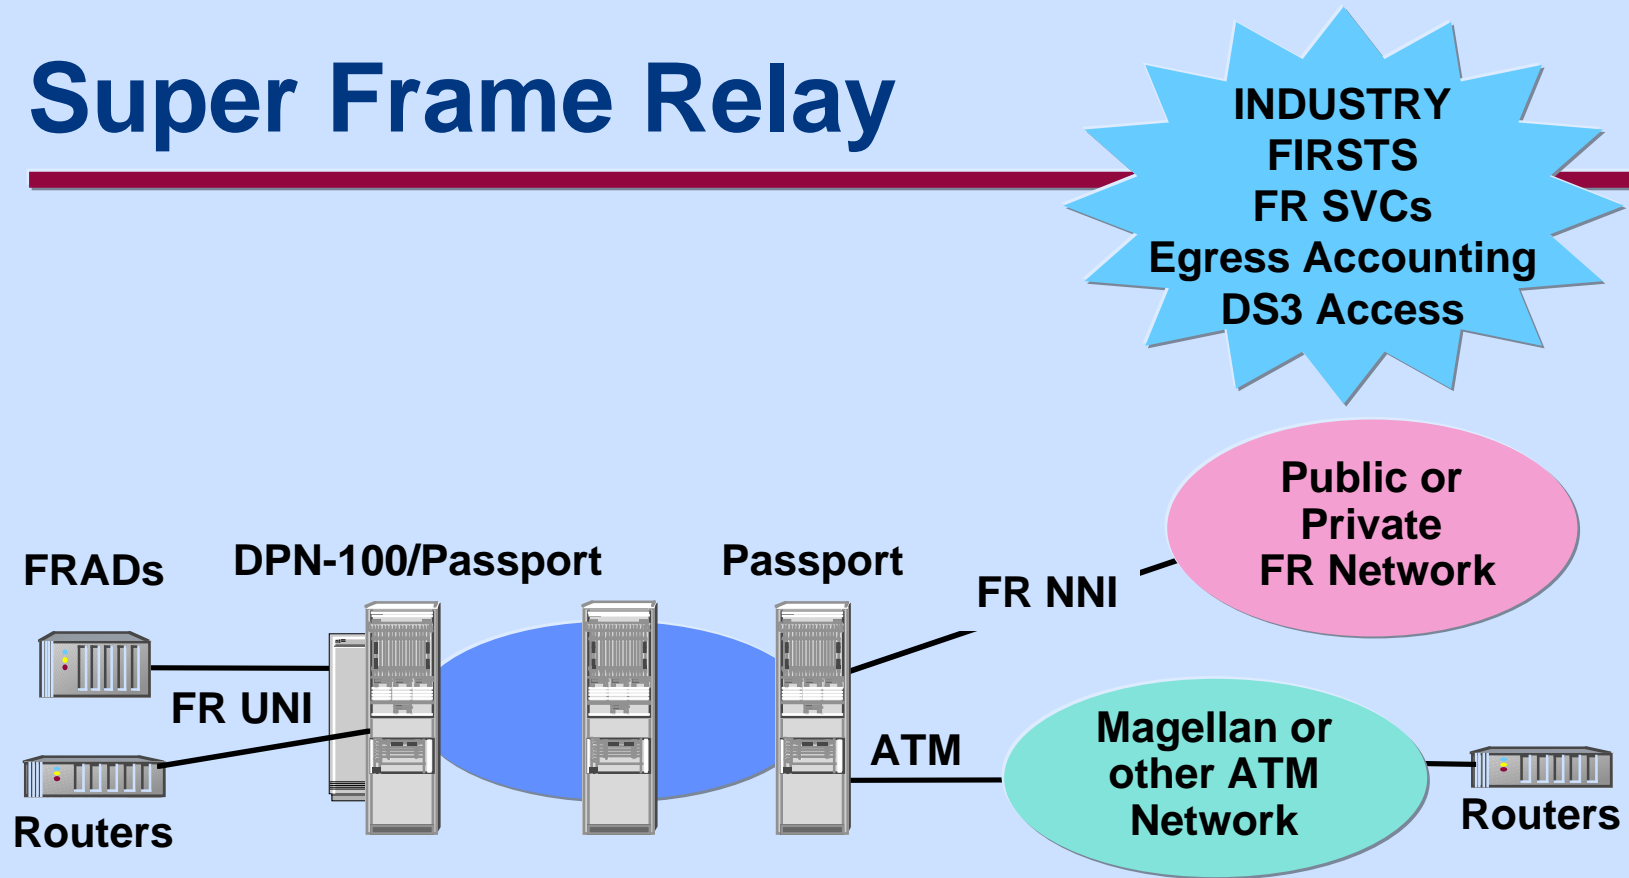 Super Frame Relay
INDUSTRY
FIRSTS
FR SVCs
Egress Accounting
DS3 Access
Public or
Private
FR Network
FRADs
DPN-100/Passport
Passport
FR NNI
FR UNI
ATM
Magellan or
other ATM
Network
Routers
Routers